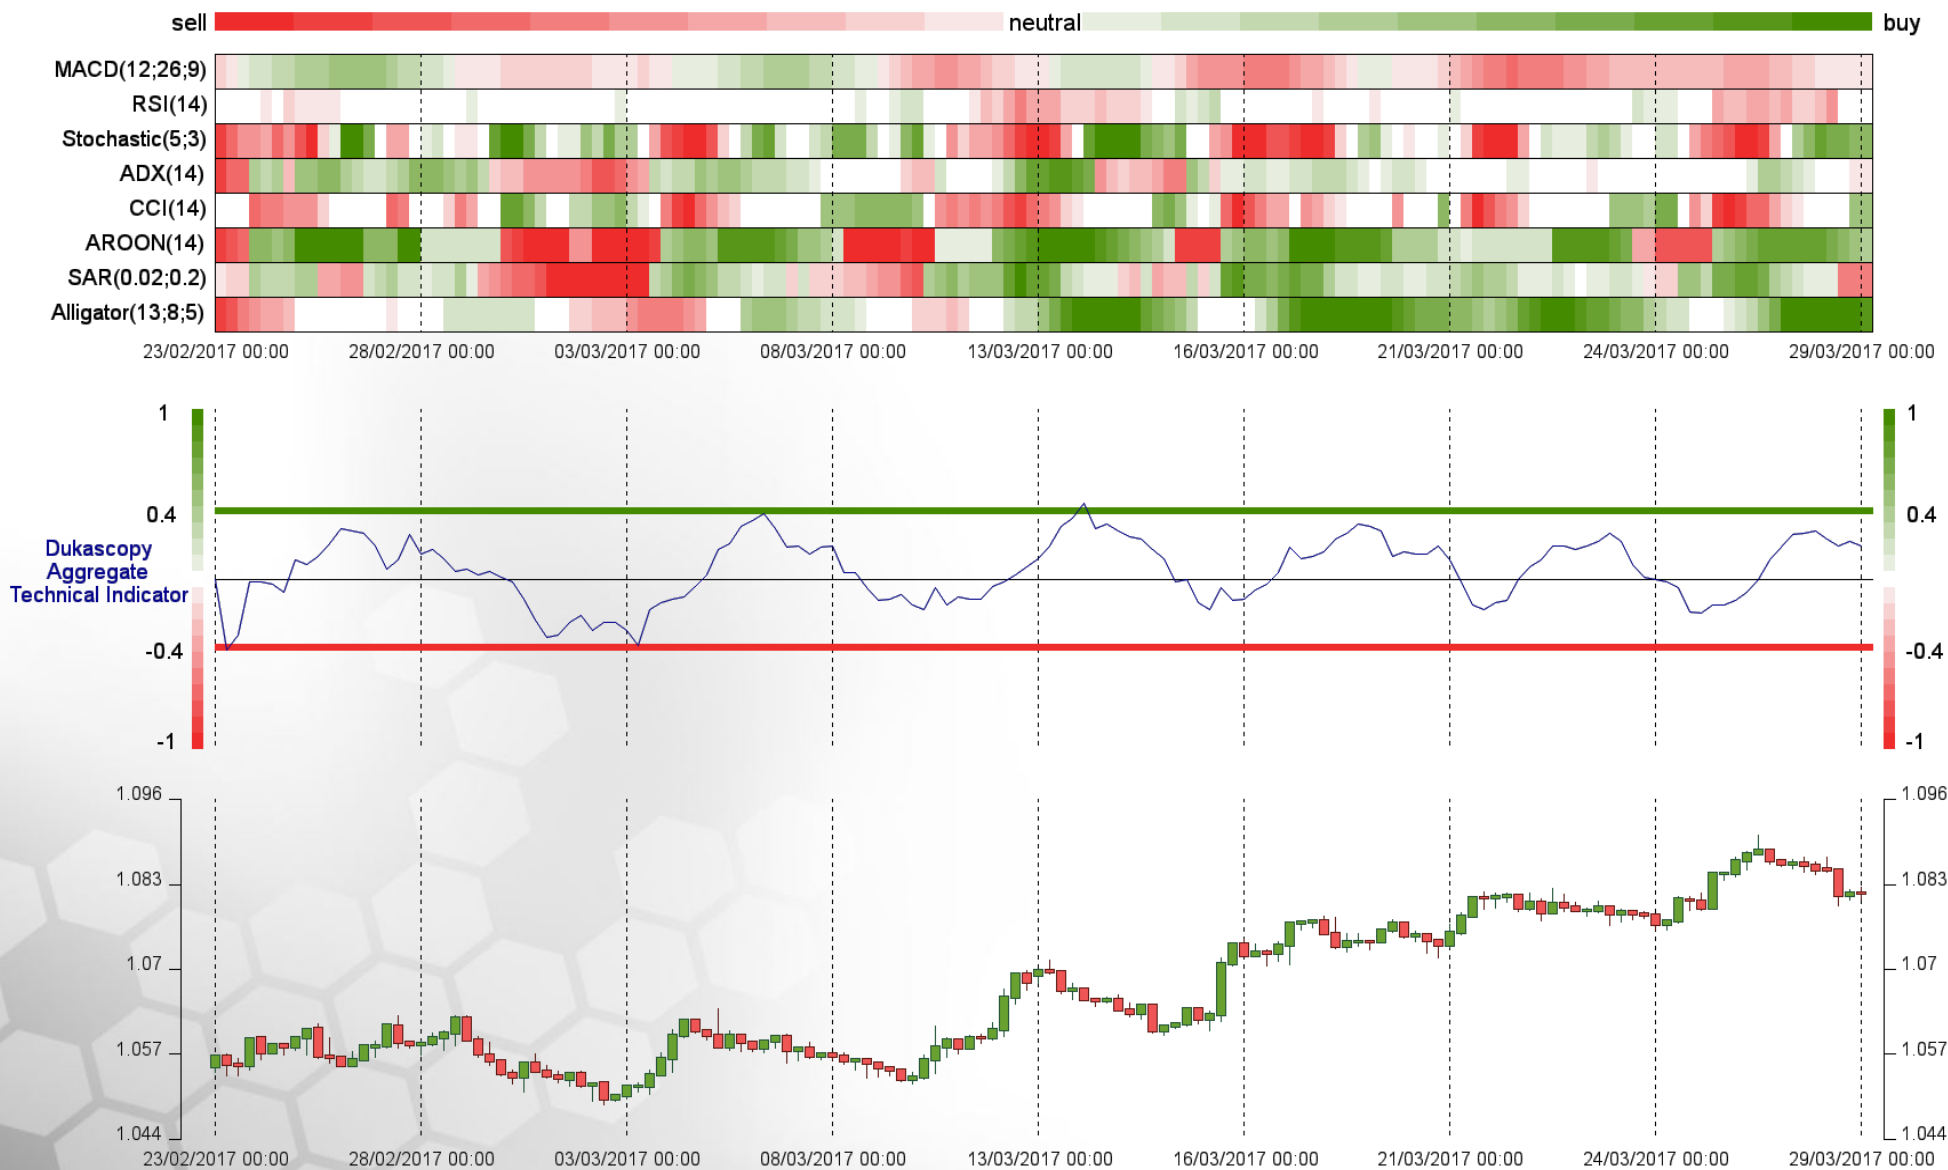 sell neutral buy
MACD(12;26;9)
RSI(14)
Stochastic(5;3)
ADX(14)
CCI(14)
AROON(14)
SAR(0.02;0.2)
Alligator(13;8;5)
23/02/2017 00:00 28/02/2017 00:00 03/03/2017 00:00 08/03/2017 00:00 13/03/2017 00:00 16/03/2017 00:00 21/03/2017 00:00 24/03/2017 00:00 29/03/2017 00:00
1 1
0.4 0.4
Dukascopy
Aggregate
Technical Indicator
-0.4 -0.4
-1 -1
1.096 1.096
1.083 1.083
1.07 1.07
1.057 1.057
1.044 1.044
23/02/2017 00:00 28/02/2017 00:00 03/03/2017 00:00 08/03/2017 00:00 13/03/2017 00:00 16/03/2017 00:00 21/03/2017 00:00 24/03/2017 00:00 29/03/2017 00:00